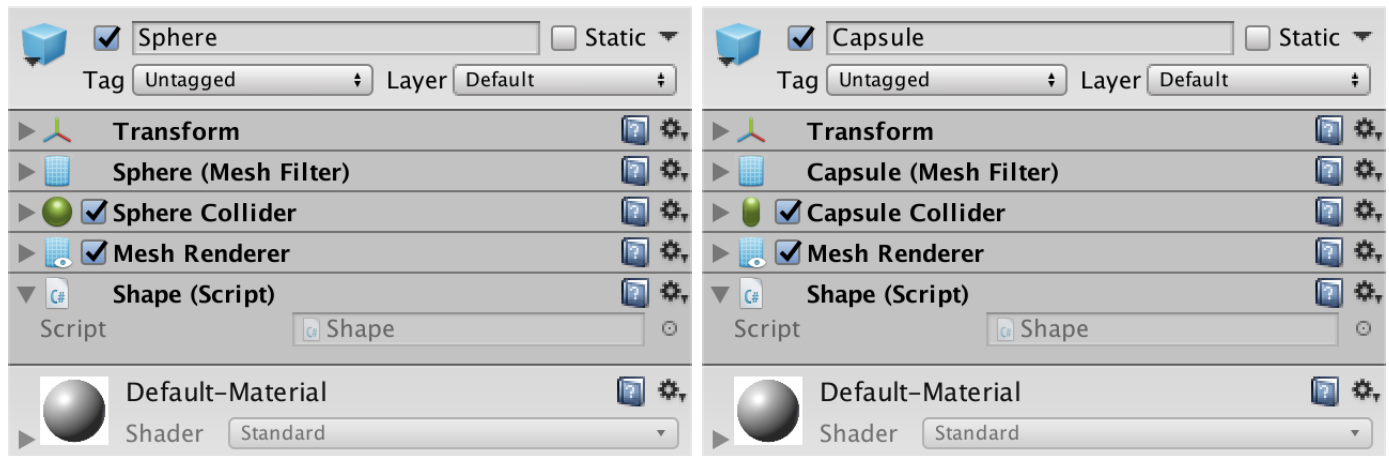 Sphere Static
Tag Untagged Layer Default
Transform
Sphere (Mesh Filter)
Sphere Collider
Mesh Renderer
C# Shape (Script)
Script Shape
Default-Material
Shader Standard
Capsule Static
Tag Untagged Layer Default
Transform
Capsule (Mesh Filter)
Capsule Collider
Mesh Renderer
C# Shape (Script)
Script Shape
Default-Material
Shader Standard